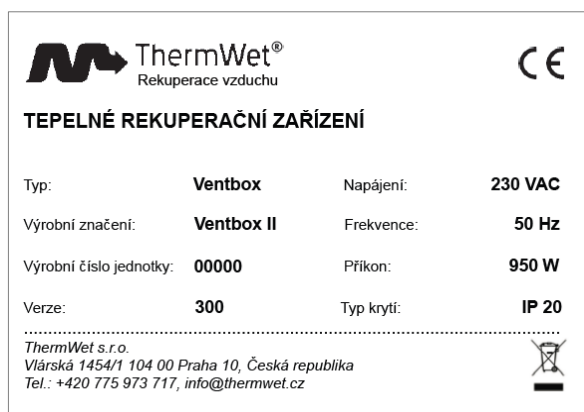 ThermWet®
Rekuperace vzduchu
CE
TEPELNÉ REKUPERAČNÍ ZAŘÍZENÍ
Typ: Ventbox Napájení: 230 VAC
Výrobní značení: Ventbox II Frekvence: 50 Hz
Výrobní číslo jednotky: 00000 Příkon: 950 W
Verze: 300 Typ krytí: IP 20
ThermWet s.r.o.
Vlárská 1454/1 104 00 Praha 10, Česká republika
Tel.: +420 775 973 717, info@thermwet.cz